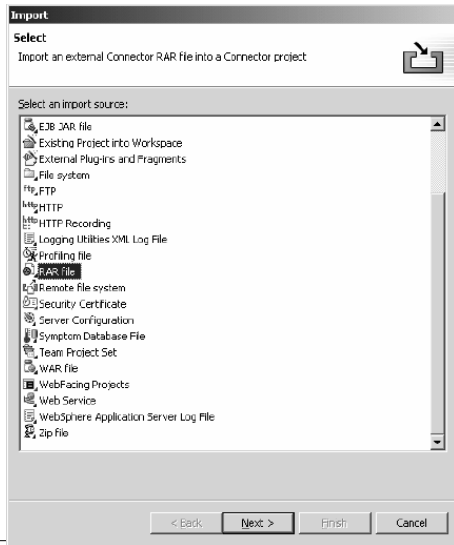 Import
Select
Import an external Connector RAR file into a Connector project
Select an import source:
EJB JAR file
Existing Project into Workspace
External Plug-ins and Fragments
File system
FTP
HTTP
HTTP Recording
Logging Utilities XML Log File
Profiling file
RAR file
Remote file system
Security Certificate
Server Configuration
Symptom Database File
Team Project Set
WAR file
WebFacing Projects
Web Service
WebSphere Application Server Log File
Zip file
< Back Next > Finish Cancel